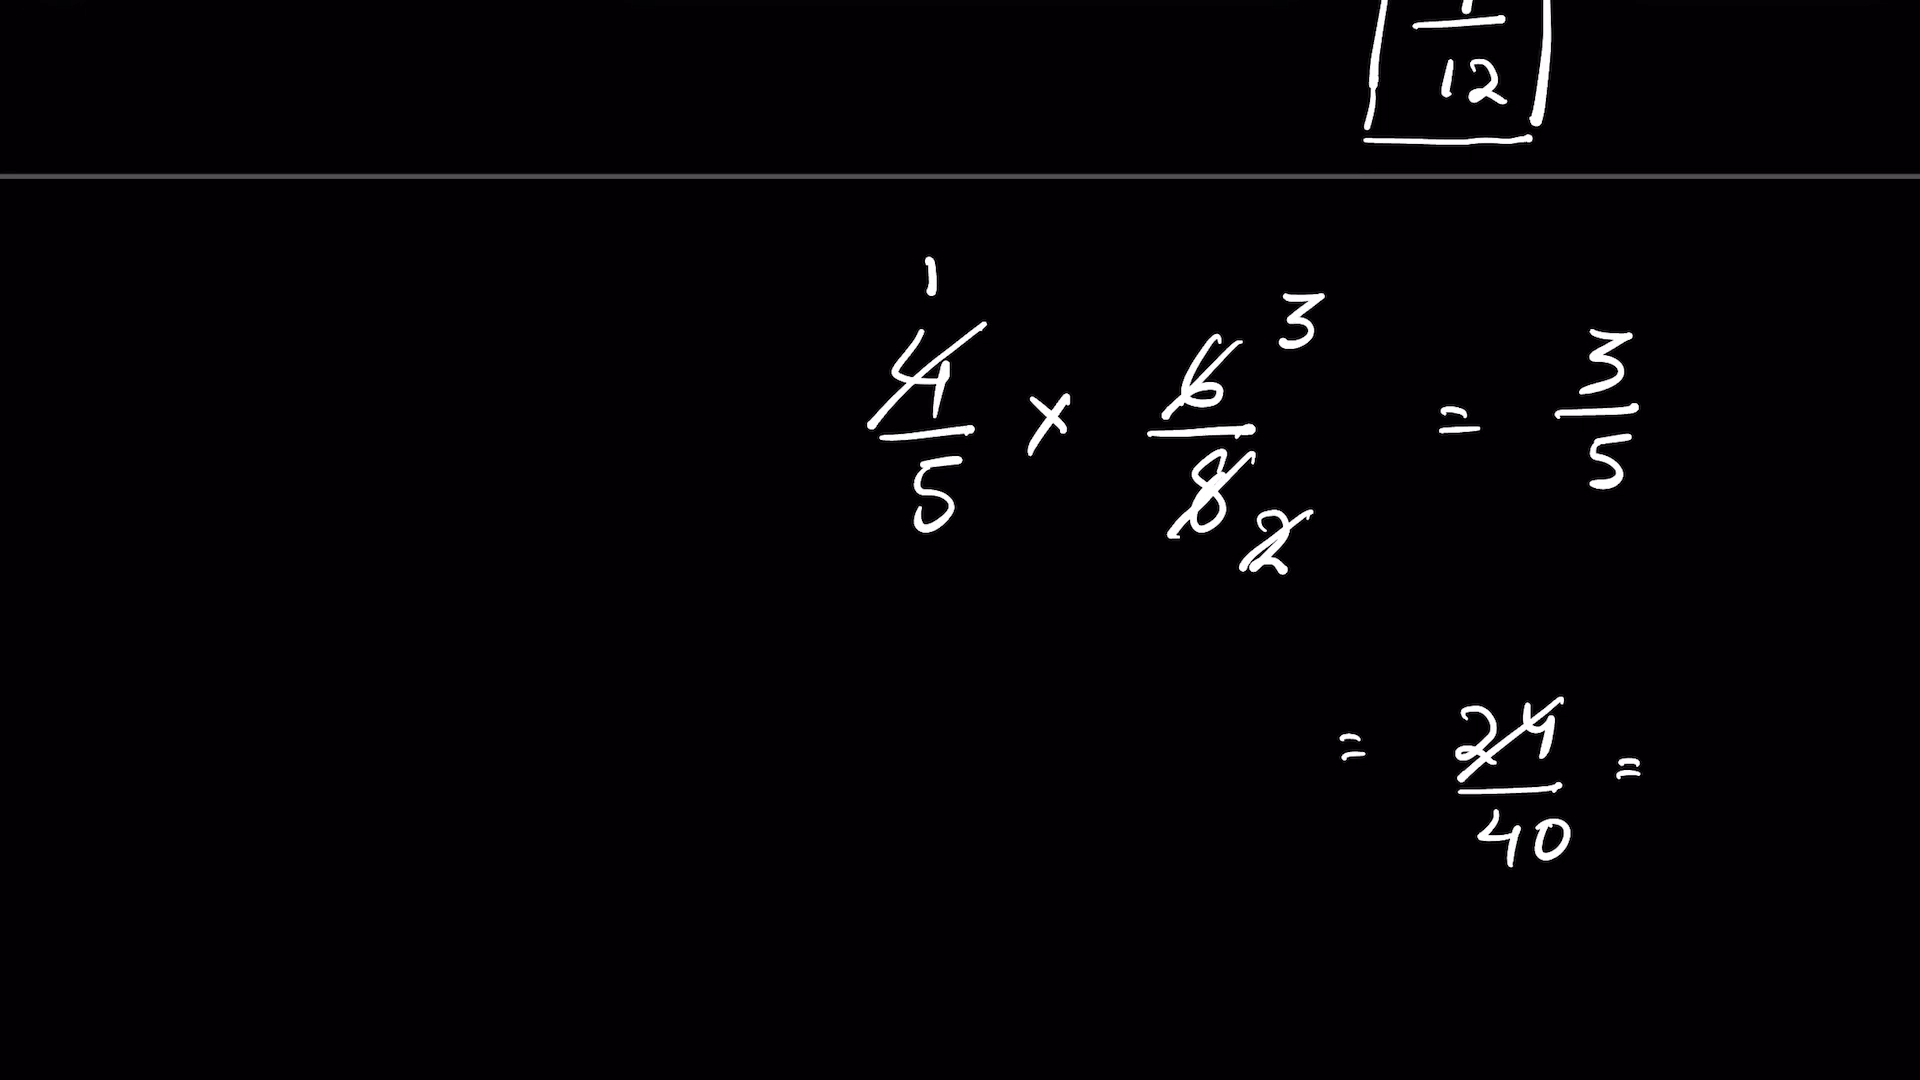 12
1
4/5 × 6/8 3 = 3/5
2
= 24/40 =